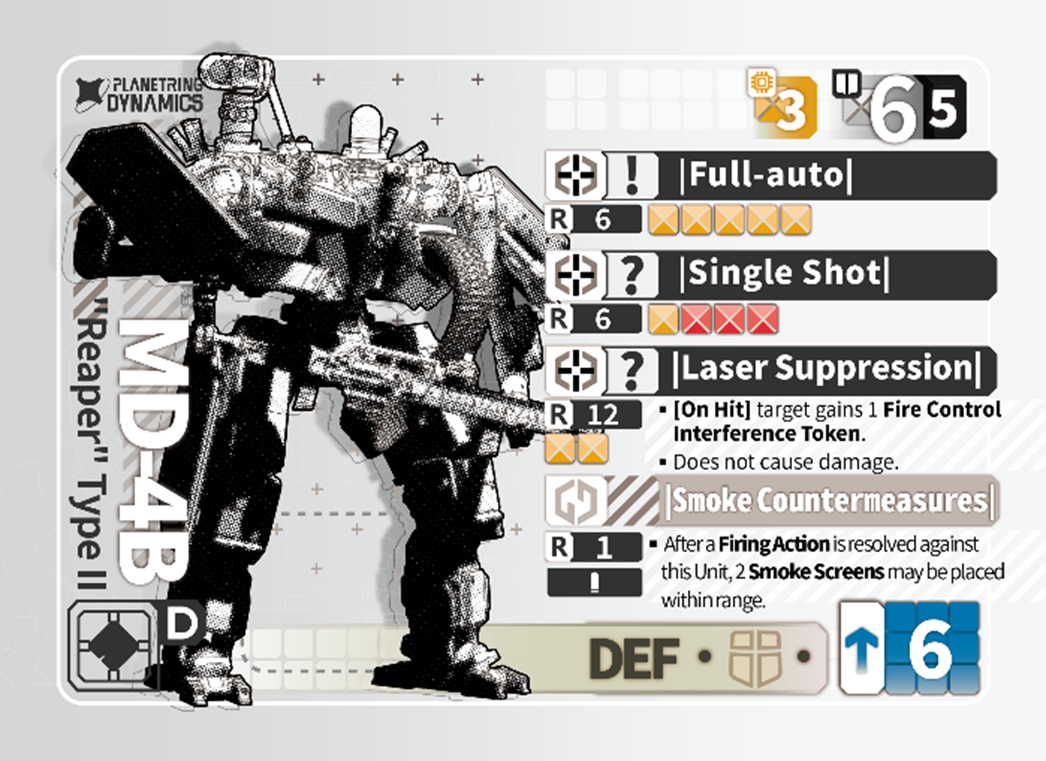 PLANETRING
DYNAMICS
3
6 5
! |Full-auto|
R 6
? |Single Shot|
R 6
? |Laser Suppression|
R 12
▪ [On Hit] target gains 1 Fire Control
Interference Token.
▪ Does not cause damage.
|Smoke Countermeasures|
R 1
▪ After a Firing Action is resolved against
this Unit, 2 Smoke Screens may be placed
within range.
MD-4B
"Reaper" Type II
D
DEF • •
6